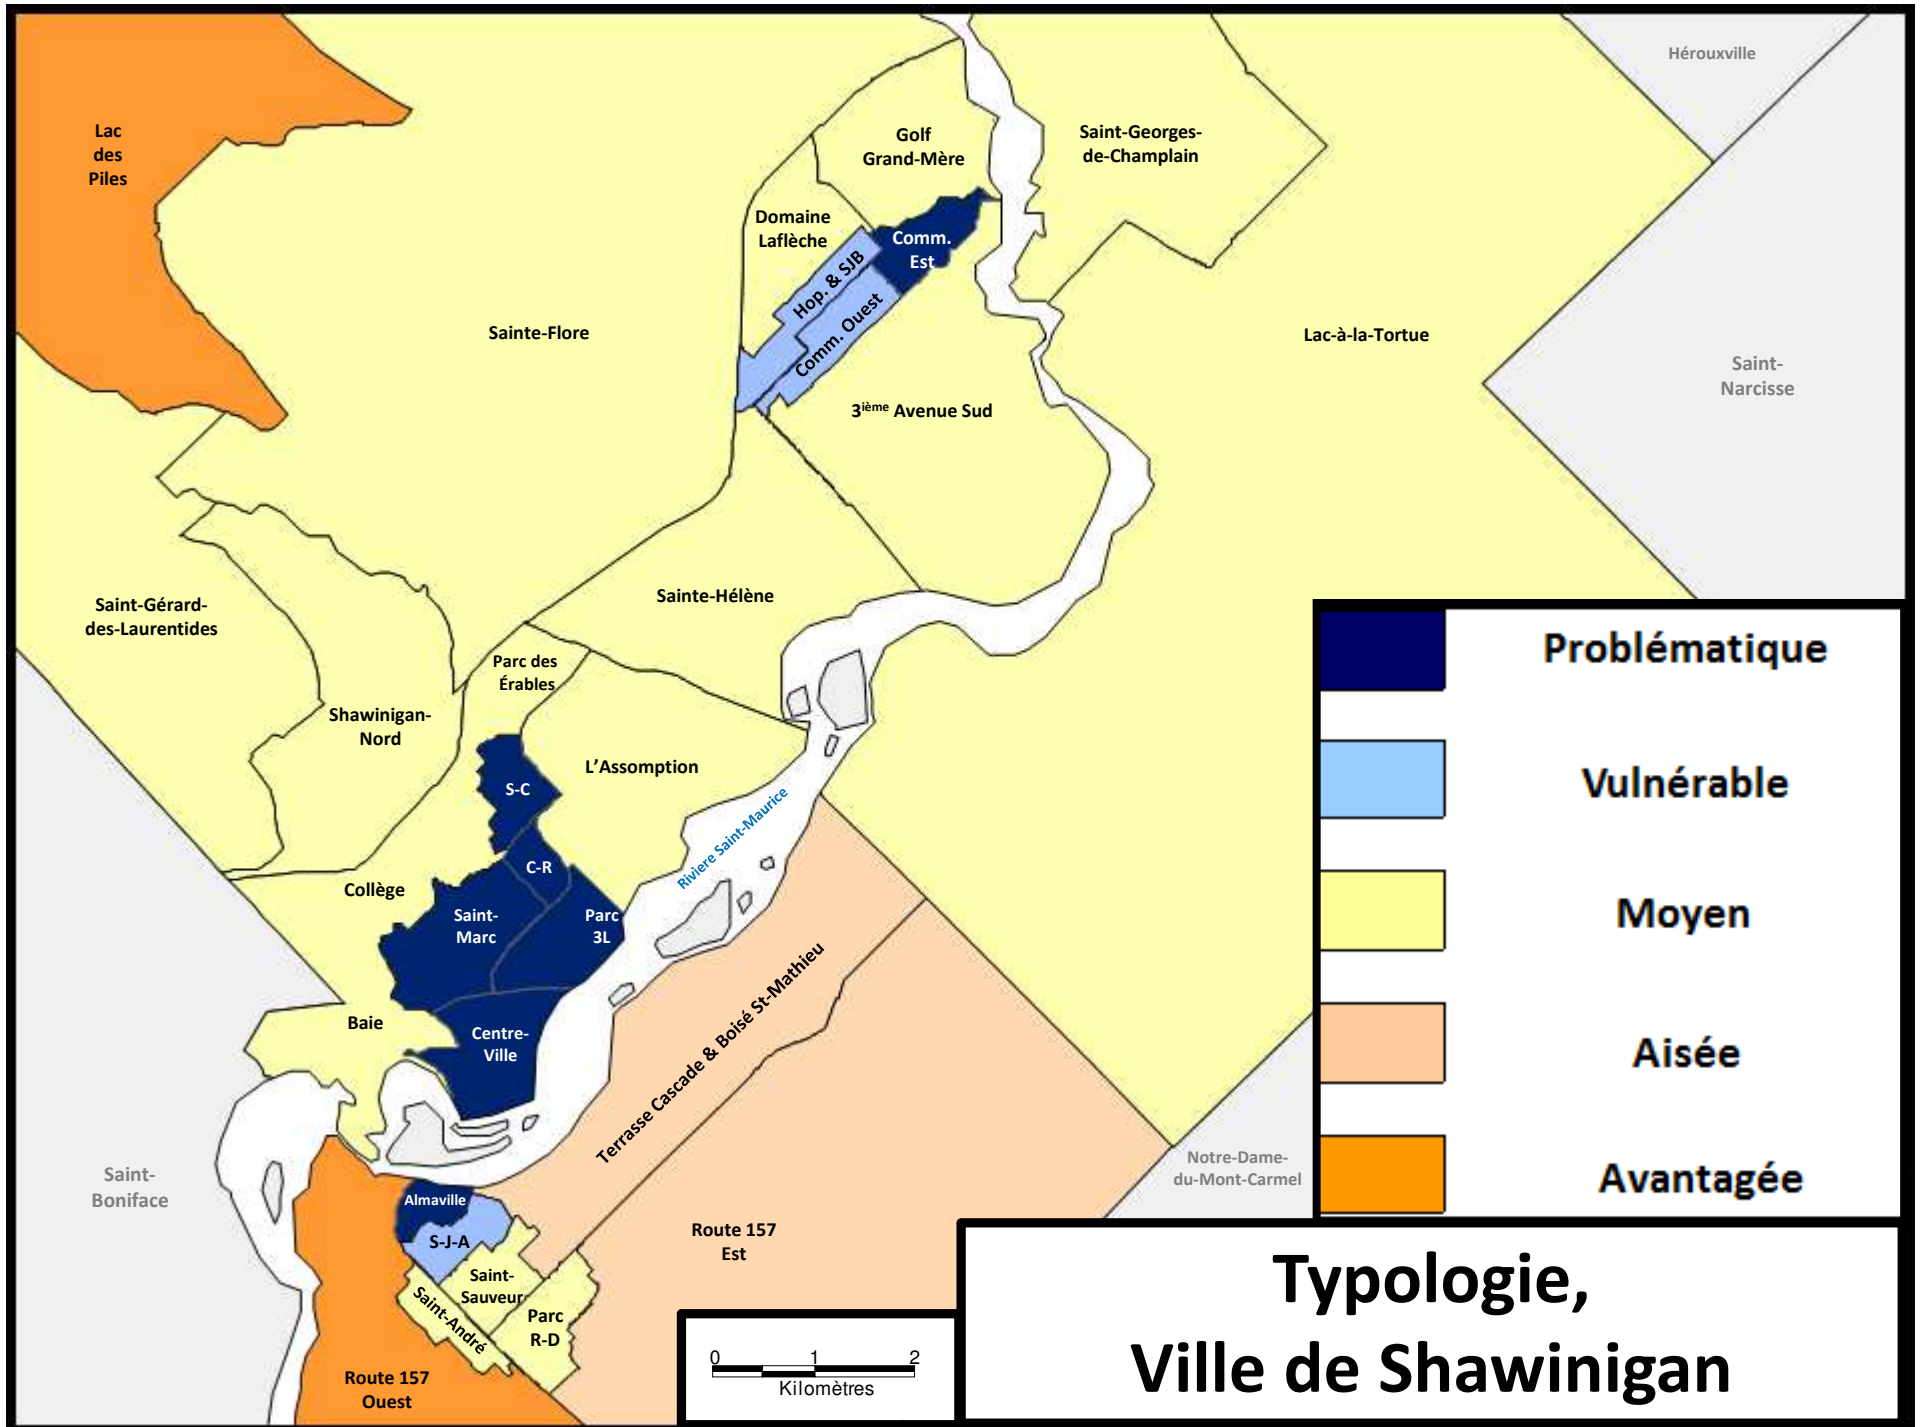 Hérouxville
Lac
des
Piles
Golf
Grand-Mère
Saint-Georges-
de-Champlain
Domaine
Laflèche
Comm.
Est
Hop. & SJB
Comm. Ouest
Sainte-Flore
Lac-à-la-Tortue
Saint-
Narcisse
3ième Avenue Sud
Saint-Gérard-
des-Laurentides
Sainte-Hélène
Parc des
Érables
Shawinigan-
Nord
L'Assomption
S-C
Riviere Saint-Maurice
C-R
Collège
Saint-
Marc
Parc
3L
Baie
Centre-
Ville
Terrasse Cascade & Boisé St-Mathieu
Saint-
Boniface
Notre-Dame-
du-Mont-Carmel
Almaville
S-J-A
Route 157
Est
Saint-
Sauveur
Saint-André
Parc
R-D
Route 157
Ouest
Problématique
Vulnérable
Moyen
Aisée
Avantagée
0 1 2
Kilomètres
Typologie,
Ville de Shawinigan